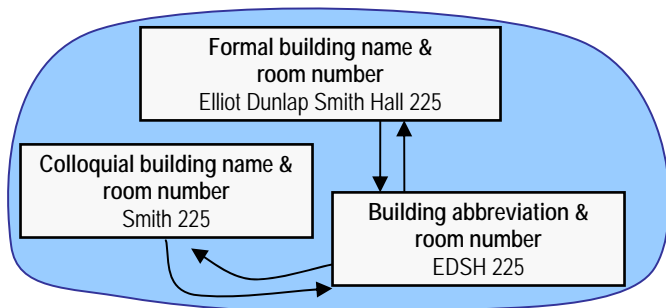 Formal building name &
room number
Elliot Dunlap Smith Hall 225
Colloquial building name &
room number
Smith 225
Building abbreviation &
room number
EDSH 225